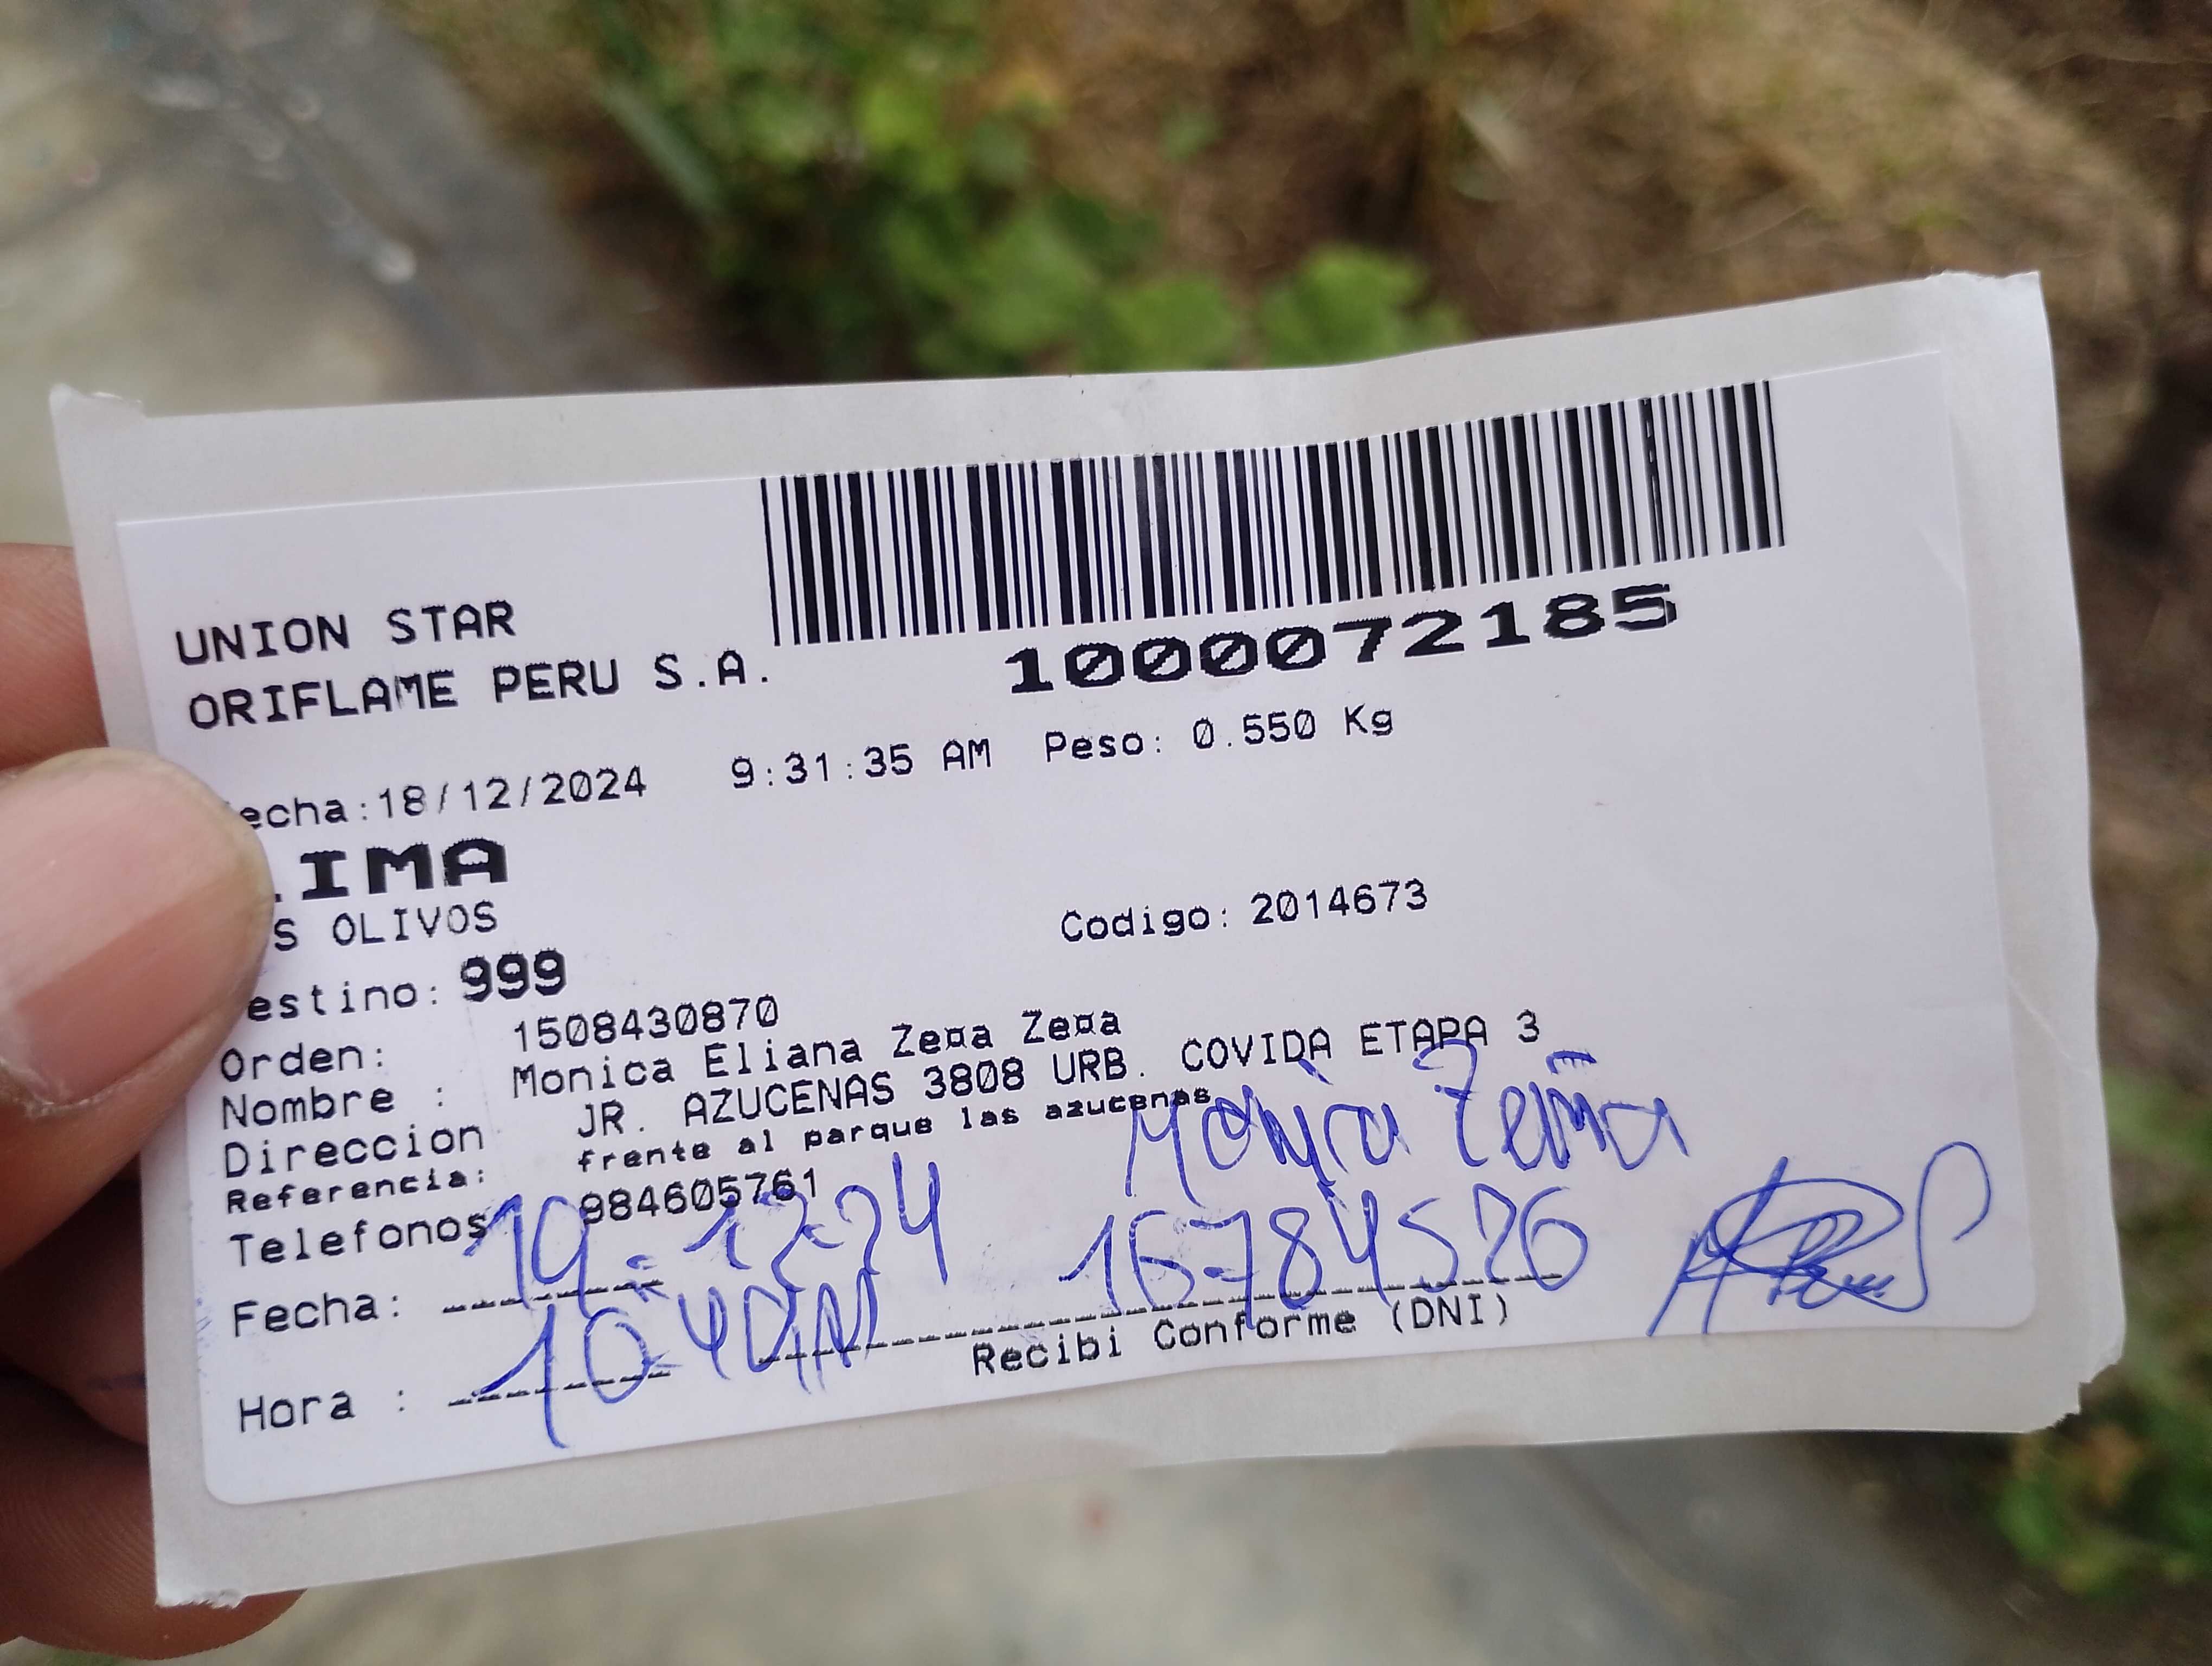 UNION STAR
ORIFLAME PERU S.A.
1000072185
echa:18/12/2024 9:31:35 AM Peso: 0.550 Kg
IMA
S OLIVOS
Codigo: 2014673
estino: 999
Orden: 1508430870
Nombre : Monica Eliana Ze¤a Ze¤a
Direccion JR. AZUCENAS 3808 URB. COVIDA ETAPA 3
Referencia: frente al parque las azucenas
Telefonos 984605761
Zeña
Fecha: 19-12-24
16784526
Hora : 10
Recibi Conforme (DNI)